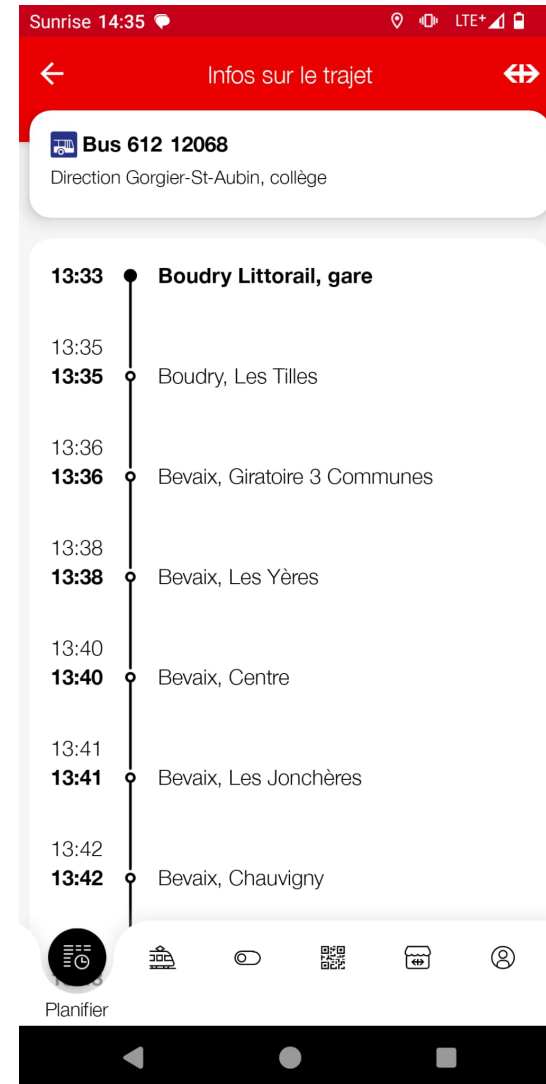 Sunrise 14:35 LTE+
Infos sur le trajet
Bus 612 12068
Direction Gorgier-St-Aubin, collège
13:33 Boudry Littorail, gare
13:35
13:35 Boudry, Les Tilles
13:36
13:36 Bevaix, Giratoire 3 Communes
13:38
13:38 Bevaix, Les Yères
13:40
13:40 Bevaix, Centre
13:41
13:41 Bevaix, Les Jonchères
13:42
13:42 Bevaix, Chauvigny
Planifier